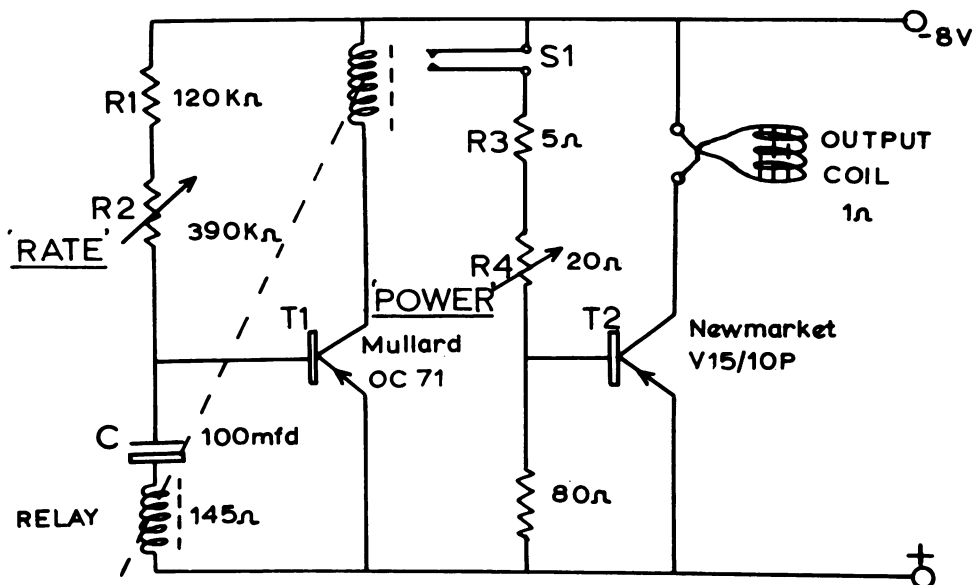 -8V
S1
R1 120KΩ
R3 5Ω
OUTPUT
COIL
1Ω
R2
390KΩ
'RATE'
R4 20Ω
'POWER'
T1
T2
Mullard
OC 71
Newmarket
V15/10P
C 100mfd
RELAY 145Ω
80Ω
+